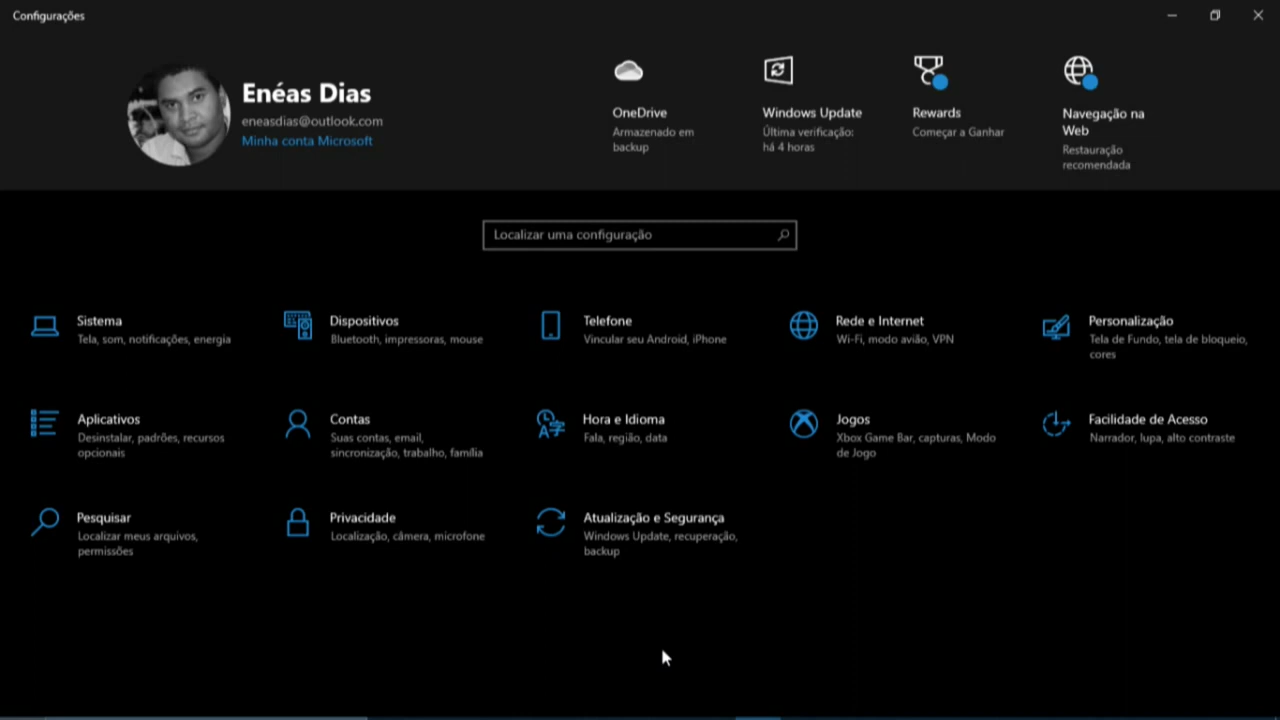 Configurações
Enéas Dias
eneasdias@outlook.com
Minha conta Microsoft
OneDrive
Armazenado em
backup
Windows Update
Última verificação:
há 4 horas
Rewards
Começar a Ganhar
Navegação na
Web
Restauração
recomendada
Localizar uma configuração
Sistema
Tela, som, notificações, energia
Dispositivos
Bluetooth, impressoras, mouse
Telefone
Vincular seu Android, iPhone
Rede e Internet
Wi-Fi, modo avião, VPN
Personalização
Tela de Fundo, tela de bloqueio,
cores
Aplicativos
Desinstalar, padrões, recursos
opcionais
Contas
Suas contas, email,
sincronização, trabalho, família
Hora e Idioma
Fala, região, data
Jogos
Xbox Game Bar, capturas, Modo
de Jogo
Facilidade de Acesso
Narrador, lupa, alto contraste
Pesquisar
Localizar meus arquivos,
permissões
Privacidade
Localização, câmera, microfone
Atualização e Segurança
Windows Update, recuperação,
backup